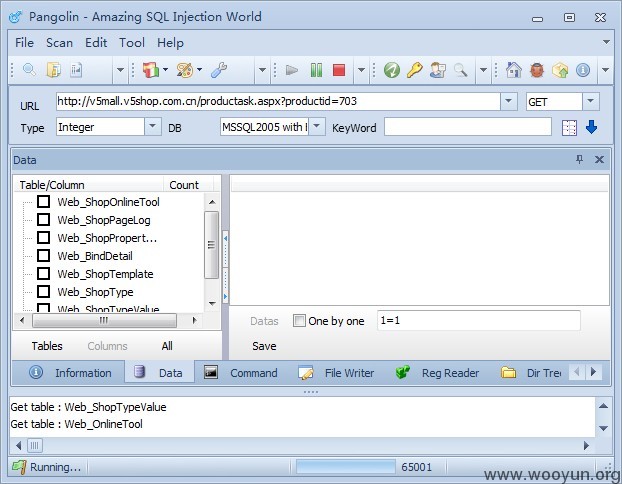 Pangolin - Amazing SQL Injection World
File Scan Edit Tool Help
URL http://v5mall.v5shop.com.cn/productask.aspx?productid=703 GET
Type Integer DB MSSQL2005 with KeyWord
Data
Table/Column Count
Web_ShopOnlineTool
Web_ShopPageLog
Web_ShopPropert...
Web_BindDetail
Web_ShopTemplate
Web_ShopType
Web_ShopTypeValue
Datas One by one 1=1
Tables Columns All Save
Information Data Command File Writer Reg Reader Dir Tree
Get table : Web_ShopTypeValue
Get table : Web_OnlineTool
Running... 65001
www.wooyun.org